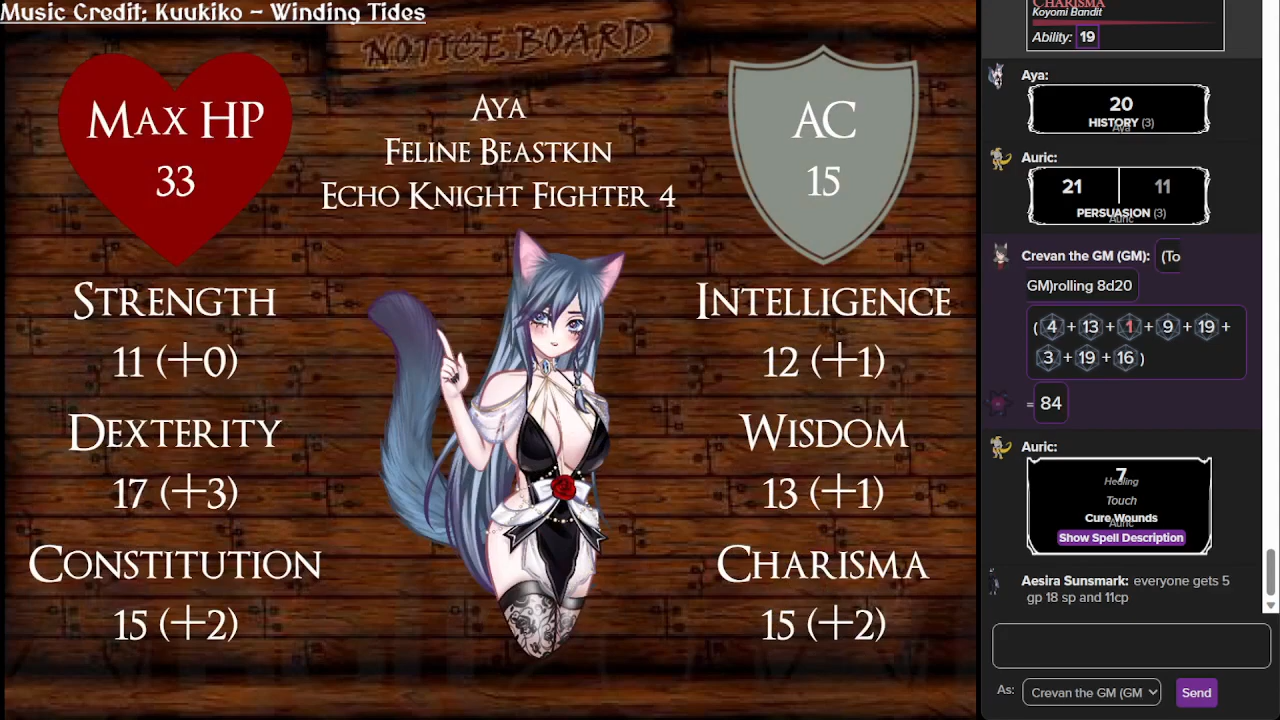 Music Credit: Kuukiko - Winding Tides
NOTICE BOARD
Max HP
33
Aya
Feline Beastkin
Echo Knight Fighter 4
AC
15
Strength
11 (+0)
Dexterity
17 (+3)
Constitution
15 (+2)
Intelligence
12 (+1)
Wisdom
13 (+1)
Charisma
15 (+2)
CHARISMA
Koyomi Bandit
Ability: 19
Aya:
20
HISTORY (3)
Aya
Auric:
21 11
PERSUASION (3)
Auric
Crevan the GM (GM): (To
GM)rolling 8d20
(4+13+1+9+19+
3+19+16)
= 84
Auric:
7
Healing
Touch
Cure Wounds
Auric
Show Spell Description
Aesira Sunsmark: everyone gets 5
gp 18 sp and 11cp
As: Crevan the GM (GM Send